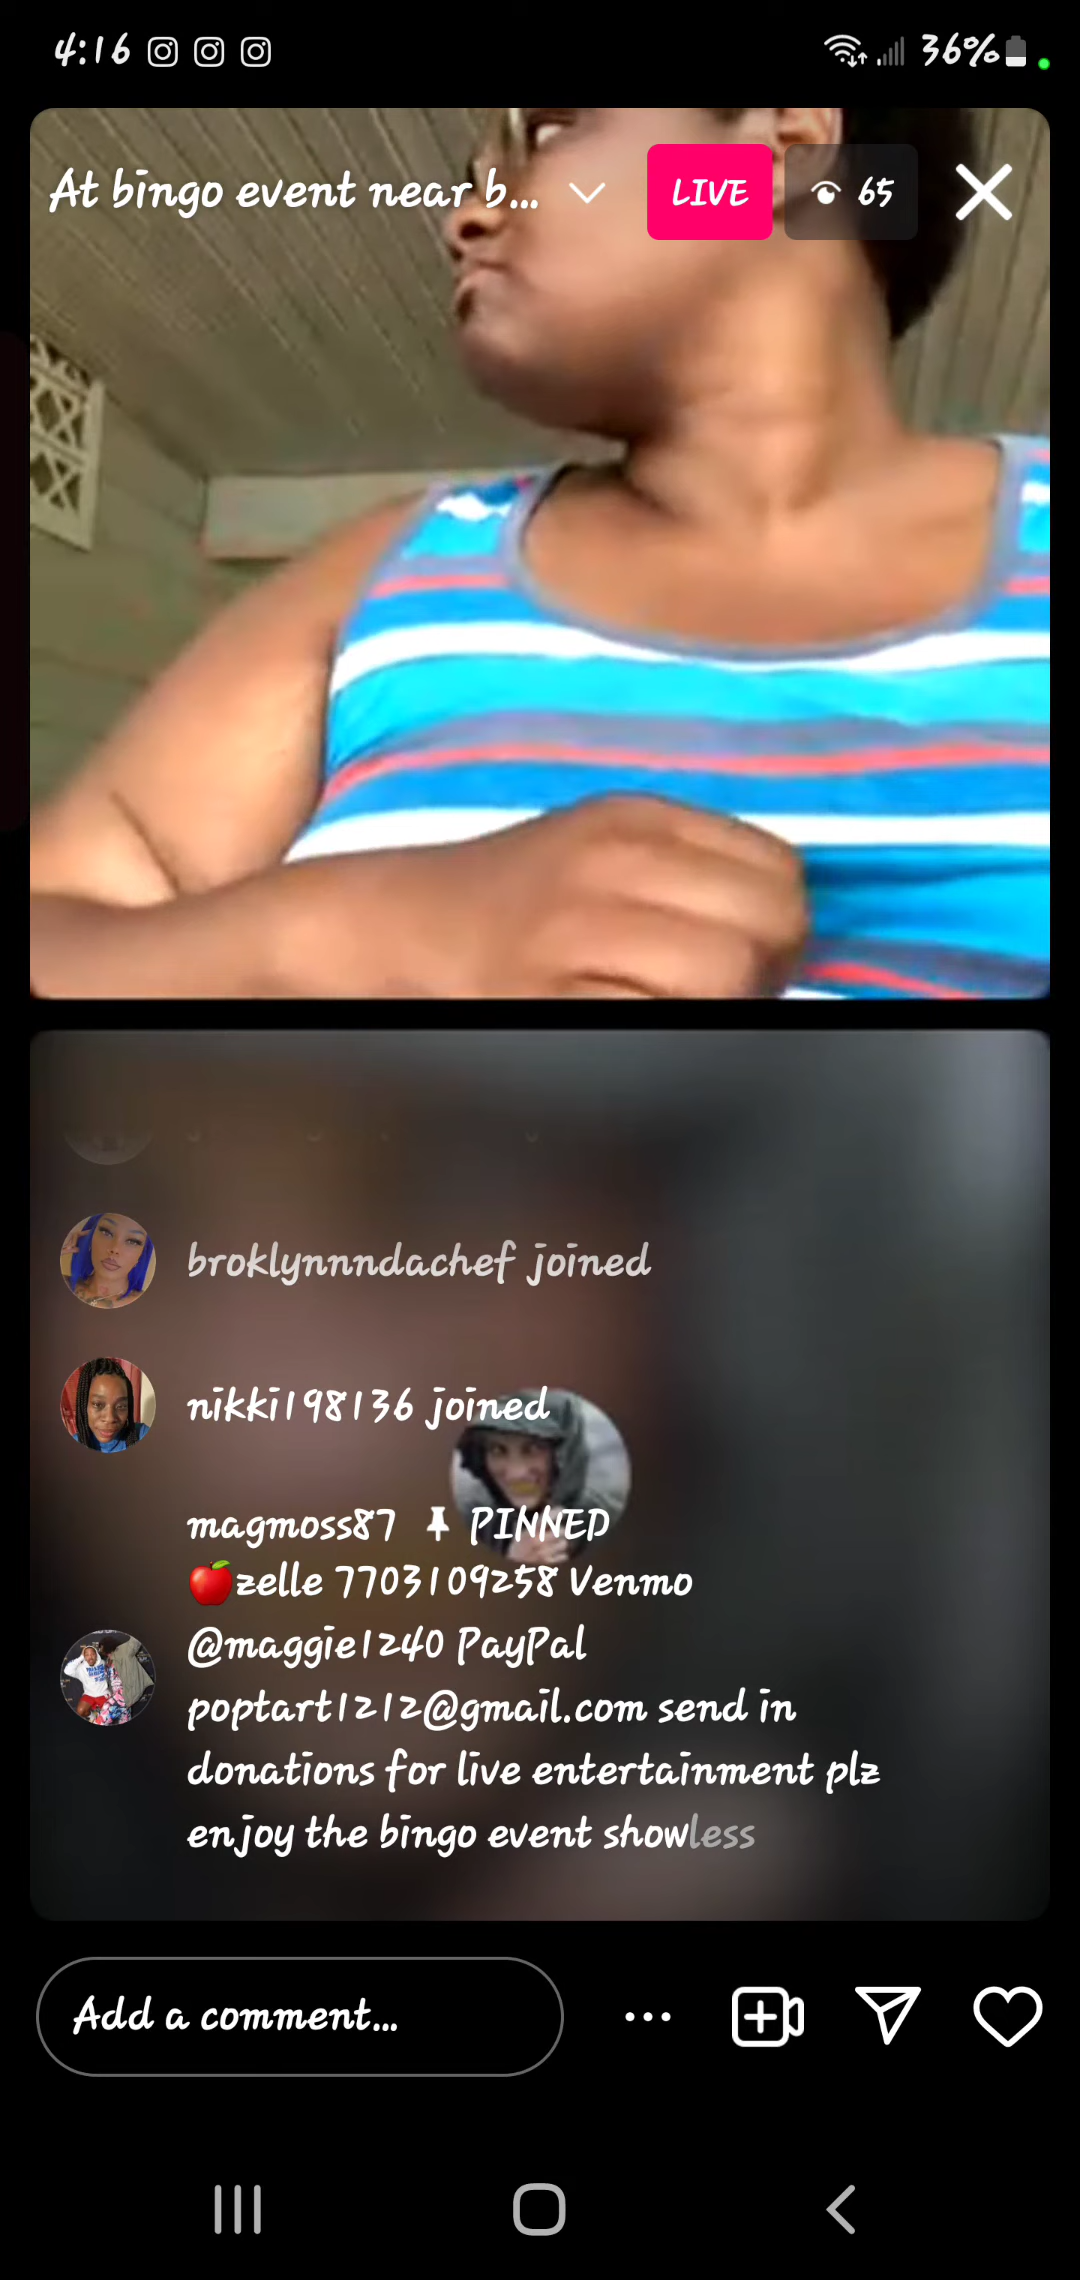 4:16 36%
At bingo event near b... LIVE 65
broklynnndachef joined
nikki198136 joined
magmoss87 PINNED
🍎zelle 7703109258 Venmo
@maggie1240 PayPal
poptart1212@gmail.com send in
donations for live entertainment plz
enjoy the bingo event showless
Add a comment...